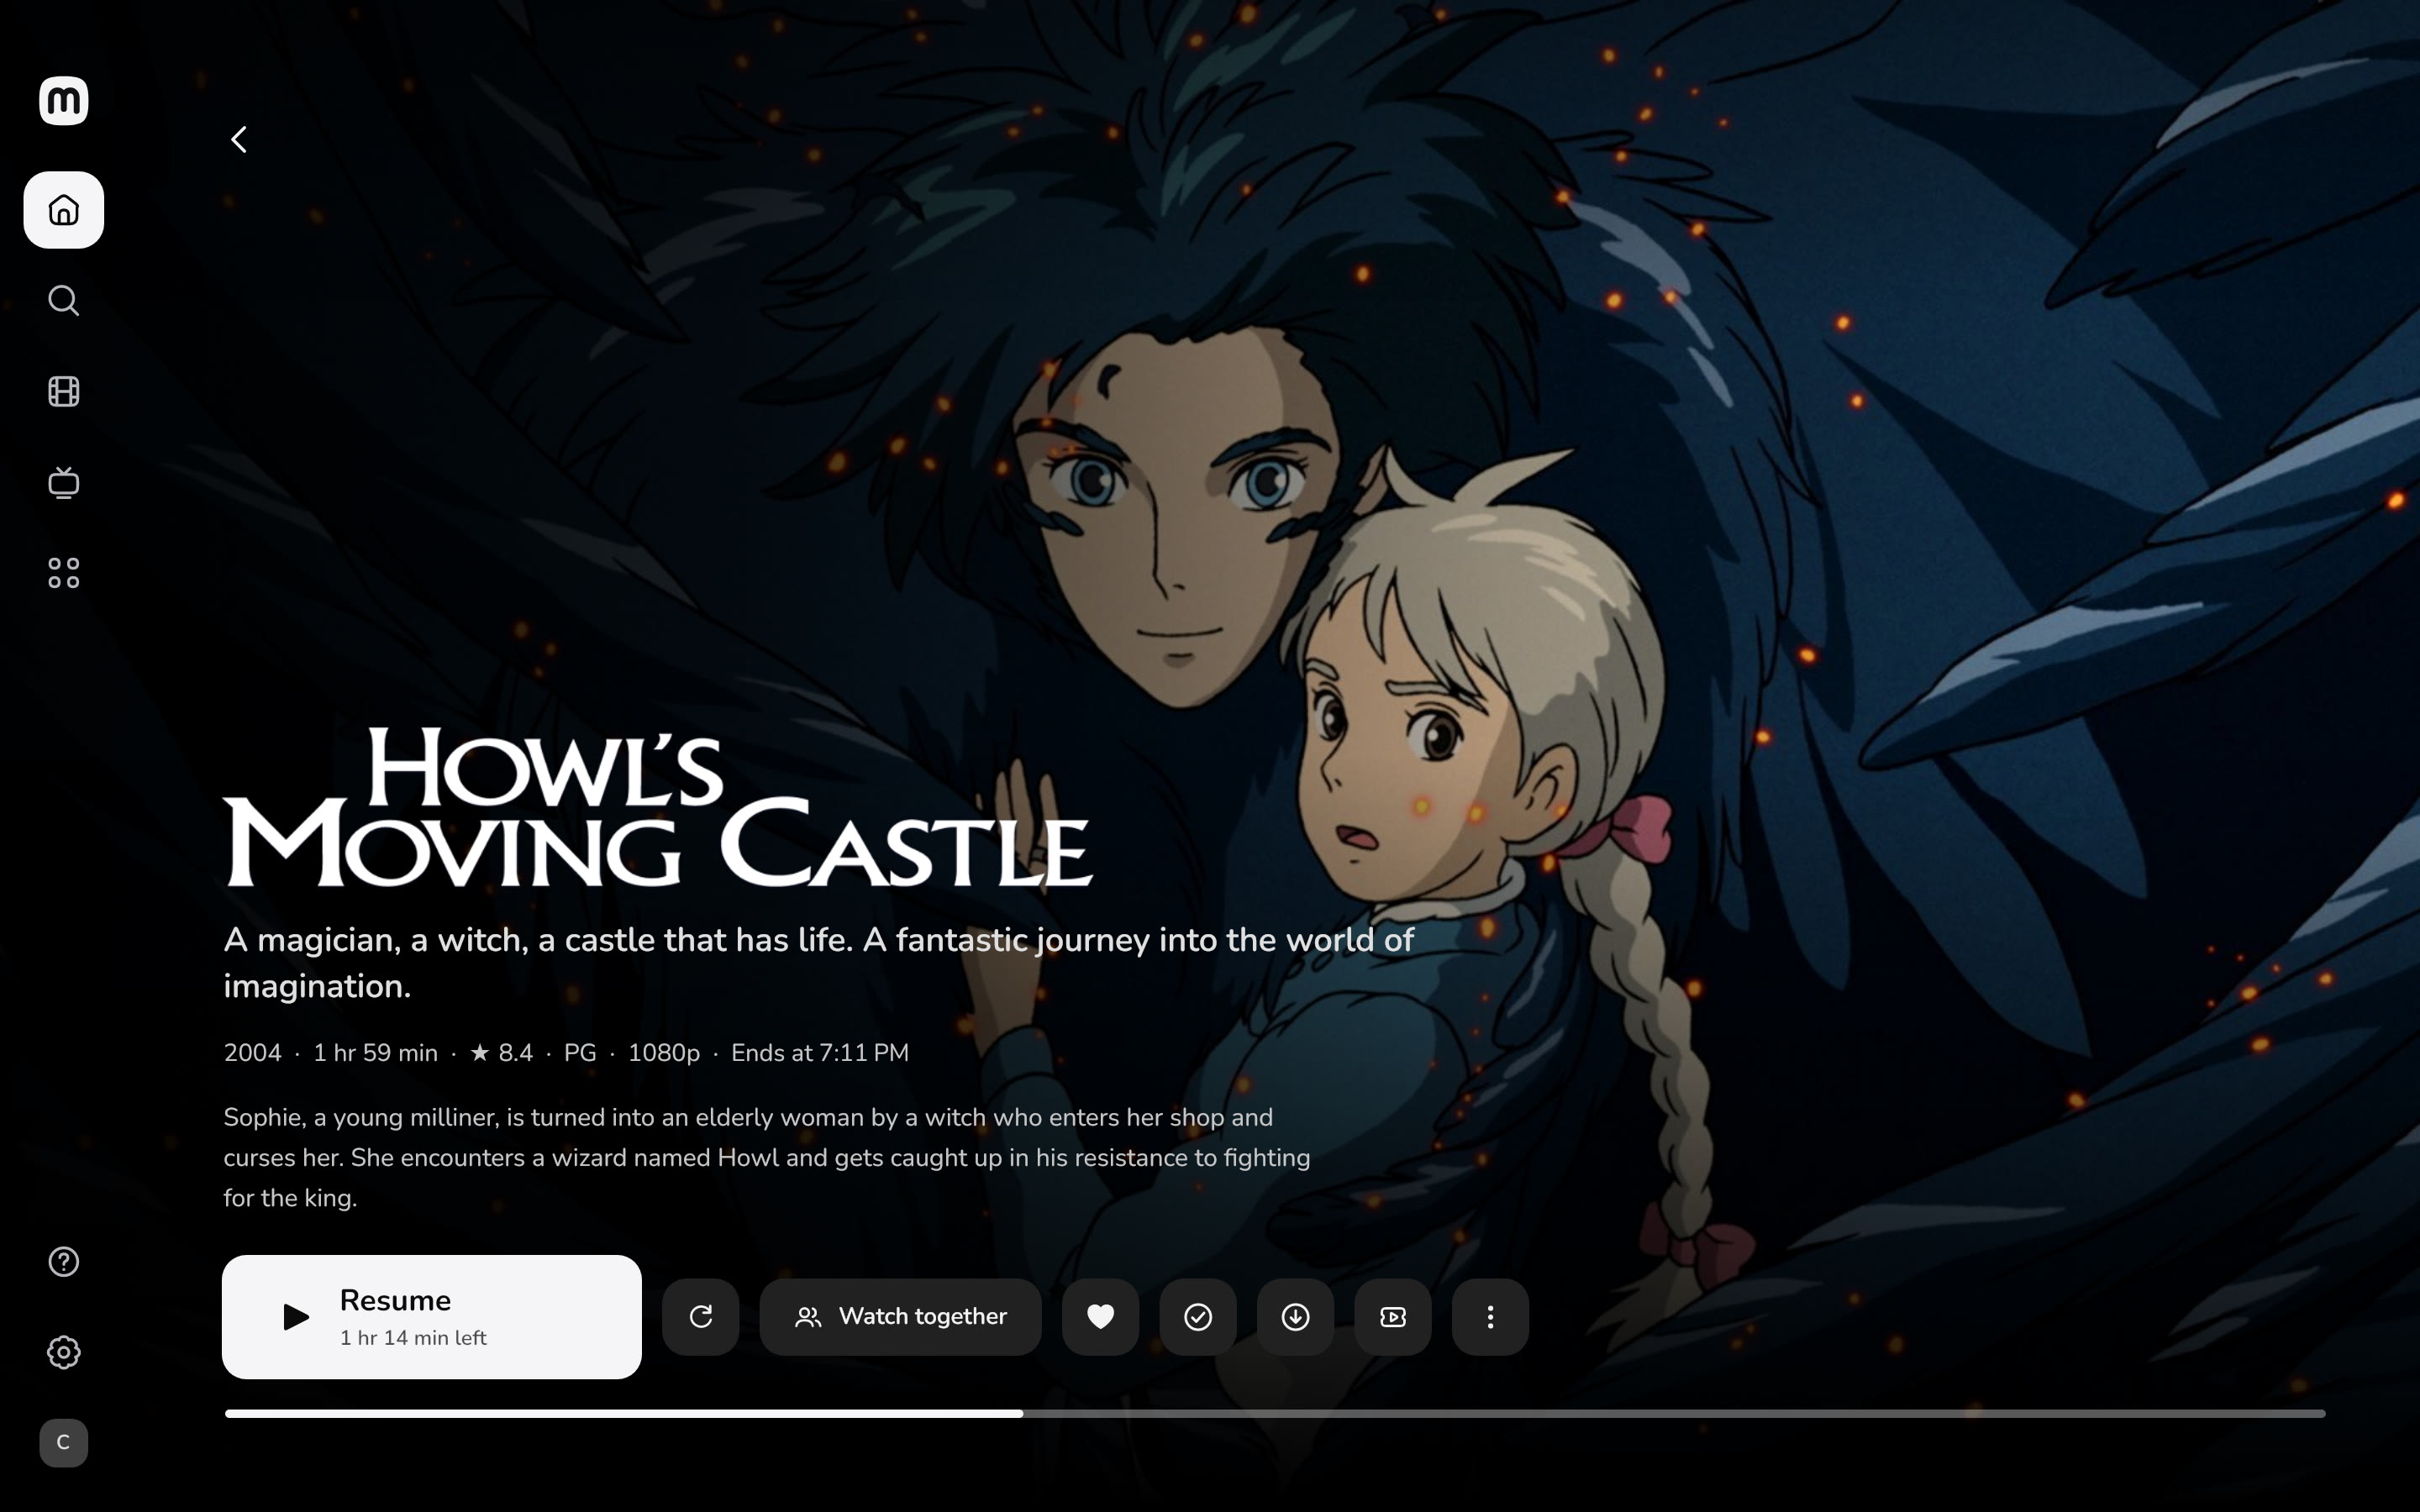 m
HOWL'S
MOVING CASTLE
A magician, a witch, a castle that has life. A fantastic journey into the world of
imagination.
2004 · 1 hr 59 min · ★ 8.4 · PG · 1080p · Ends at 7:11 PM
Sophie, a young milliner, is turned into an elderly woman by a witch who enters her shop and
curses her. She encounters a wizard named Howl and gets caught up in his resistance to fighting
for the king.
Resume
1 hr 14 min left
Watch together
C